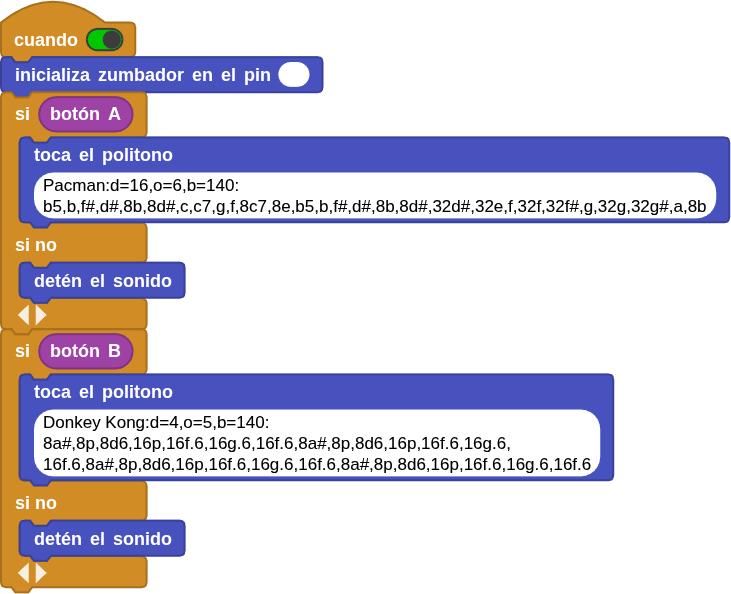 cuando
inicializa zumbador en el pin
si botón A
toca el politono
Pacman:d=16,o=6,b=140:
b5,b,f#,d#,8b,8d#,c,c7,g,f,8c7,8e,b5,b,f#,d#,8b,8d#,32d#,32e,f,32f,32f#,g,32g,32g#,a,8b
si no
detén el sonido
si botón B
toca el politono
Donkey Kong:d=4,o=5,b=140:
8a#,8p,8d6,16p,16f.6,16g.6,16f.6,8a#,8p,8d6,16p,16f.6,16g.6,
16f.6,8a#,8p,8d6,16p,16f.6,16g.6,16f.6,8a#,8p,8d6,16p,16f.6,16g.6,16f.6
si no
detén el sonido